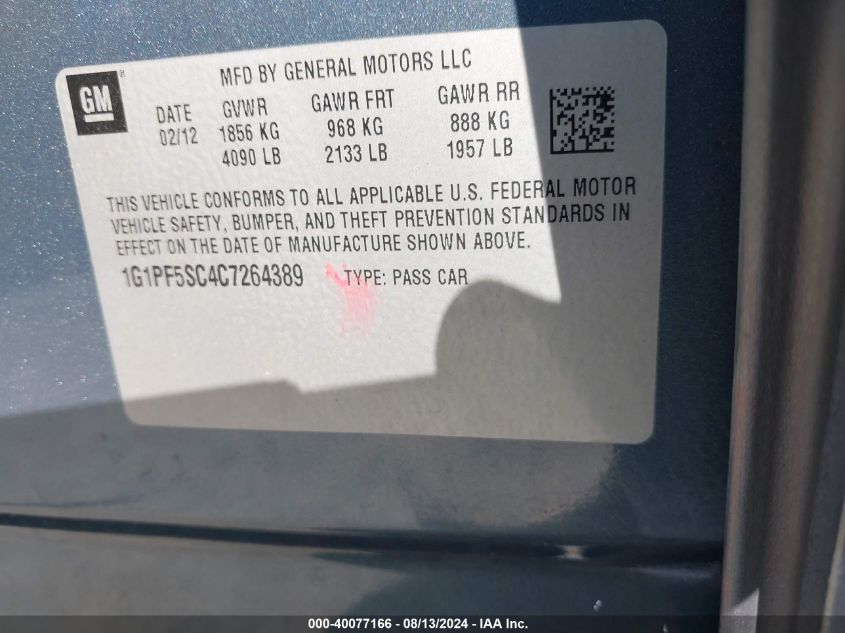 MFD BY GENERAL MOTORS LLC
GM
DATE GVWR GAWR FRT GAWR RR
02/12 1856 KG 968 KG 888 KG
4090 LB 2133 LB 1957 LB
THIS VEHICLE CONFORMS TO ALL APPLICABLE U.S. FEDERAL MOTOR
VEHICLE SAFETY, BUMPER, AND THEFT PREVENTION STANDARDS IN
EFFECT ON THE DATE OF MANUFACTURE SHOWN ABOVE.
1G1PF5SC4C7264389 TYPE: PASS CAR
000-40077166 - 08/13/2024 - IAA Inc.